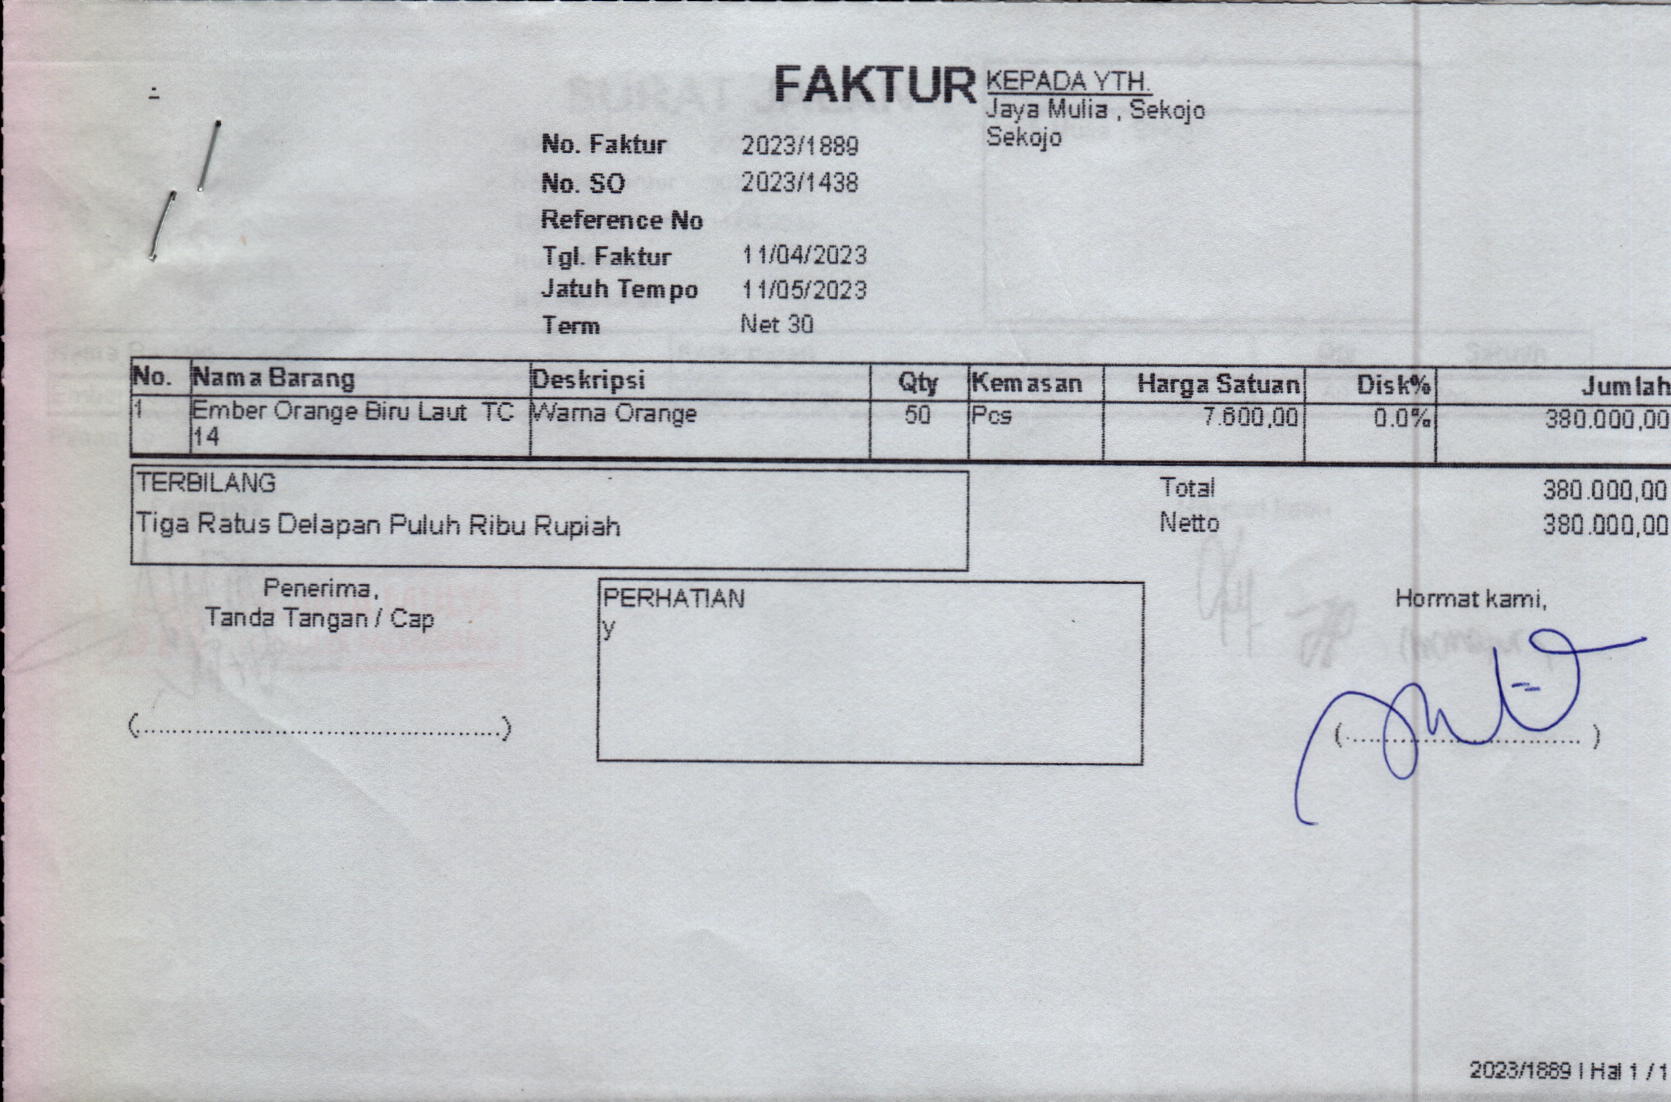 FAKTUR
KEPADA YTH.
Jaya Mulia , Sekojo
Sekojo
No. Faktur 2023/1889
No. SO 2023/1438
Reference No
Tgl. Faktur 11/04/2023
Jatuh Tempo 11/05/2023
Term Net 30
No. Nama Barang Deskripsi Qty Kemasan Harga Satuan Disk% Jumlah
1 Ember Orange Biru Laut TC Warna Orange 50 Pcs 7.600,00 0.0% 380.000,00
14
TERBILANG
Tiga Ratus Delapan Puluh Ribu Rupiah
Total 380.000,00
Netto 380.000,00
Penerima,
Tanda Tangan / Cap
(................................................)
PERHATIAN
y
Hormat kami,
(................................ )
2023/1889 | Hal 1 / 1